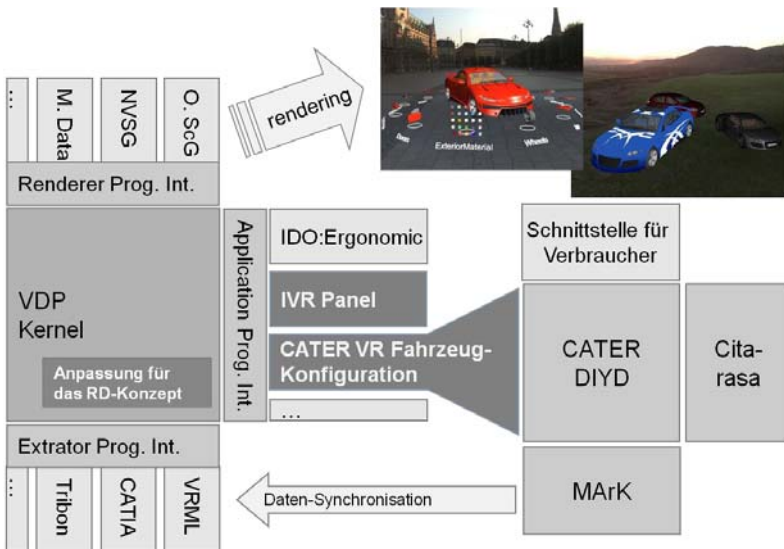 …
M. Data
NVSG
O. ScG
rendering
ExteriorMaterial
Wheels
Renderer Prog. Int.
VDP
Kernel
Anpassung für
das RD-Konzept
Application Prog. Int.
IDO:Ergonomic
IVR Panel
CATER VR Fahrzeug-
Konfiguration
…
Schnittstelle für
Verbraucher
CATER
DIYD
Cita-
rasa
Extrator Prog. Int.
…
Tribon
CATIA
VRML
Daten-Synchronisation
MArK